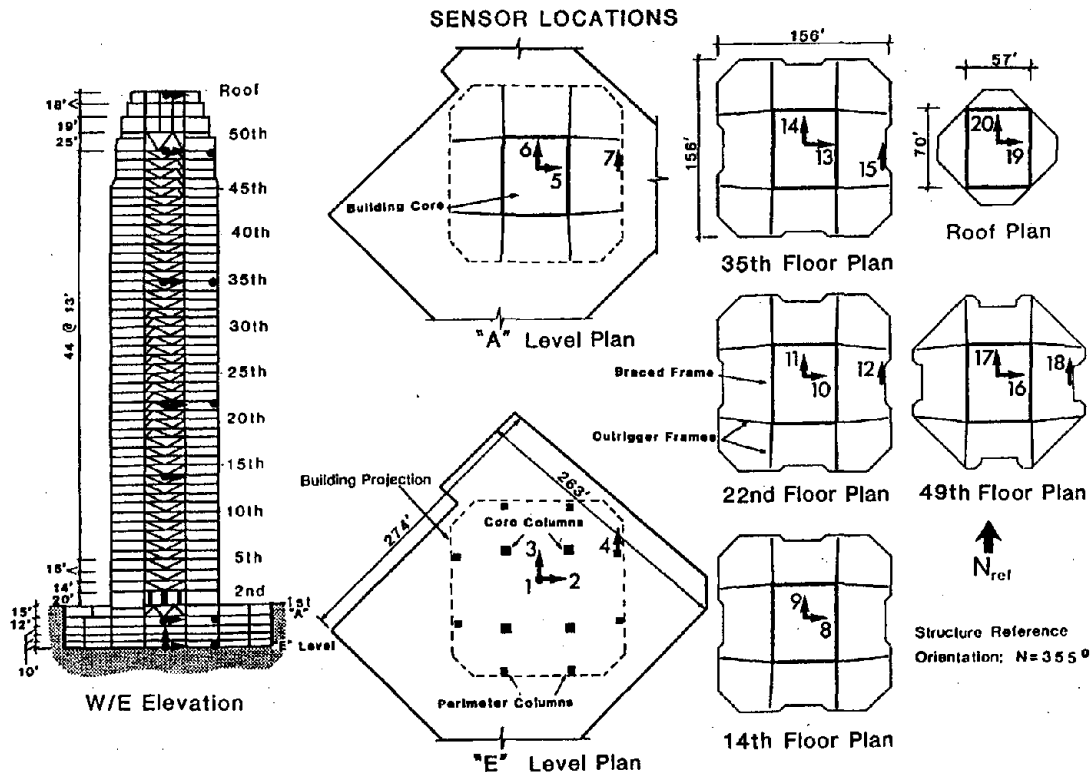 SENSOR LOCATIONS
Roof
18'
19'
25'
50th
45th
40th
35th
30th
25th
20th
15th
10th
5th
2nd
1st
"A"
"E" Level
44 @ 13'
16'
14'
20'
15'
12'
10'
W/E Elevation
6
5
7
Building Core
"A" Level Plan
156'
156'
14
13
15
35th Floor Plan
57'
70'
20
19
Roof Plan
11
10
12
Braced Frame
Outrigger Frames
22nd Floor Plan
17
16
18
49th Floor Plan
Building Projection
274'
263'
Core Columns
3
4
1
2
Perimeter Columns
"E" Level Plan
9
8
14th Floor Plan
Nref
Structure Reference
Orientation; N=355°